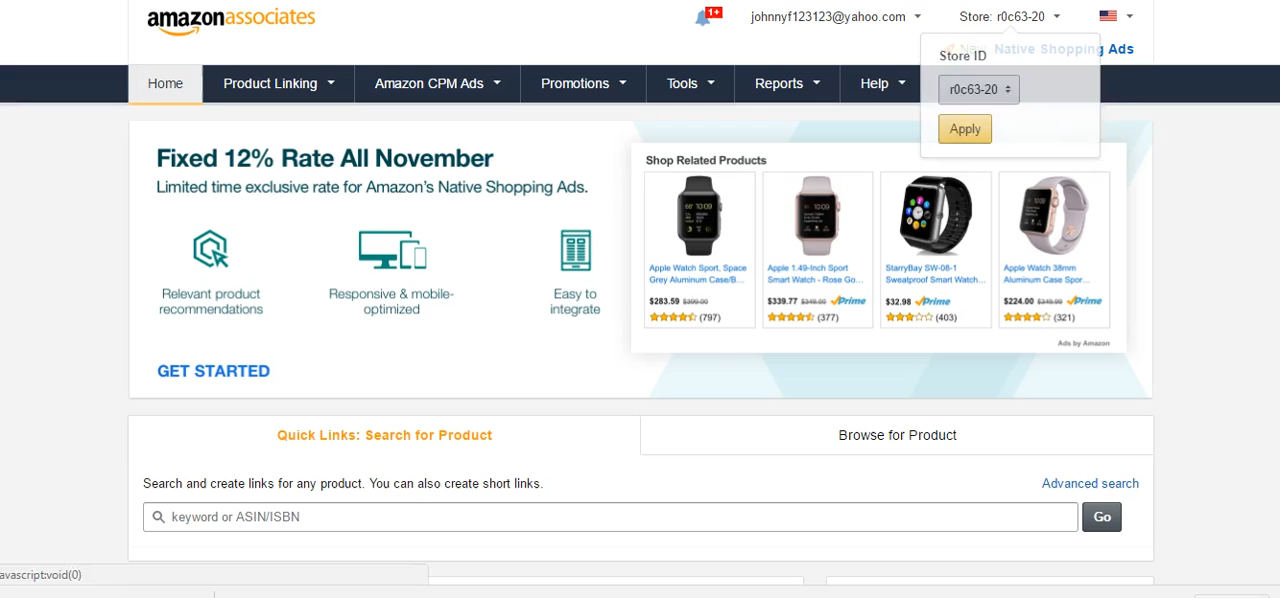 amazonassociates
1+
johnnyf123123@yahoo.com
Store: r0c63-20
Native Shopping Ads
Store ID
r0c63-20
Apply
Home
Product Linking
Amazon CPM Ads
Promotions
Tools
Reports
Help
Fixed 12% Rate All November
Limited time exclusive rate for Amazon's Native Shopping Ads.
Relevant product
recommendations
Responsive & mobile-
optimized
Easy to
integrate
GET STARTED
Shop Related Products
Apple Watch Sport, Space
Grey Aluminum Case/B...
$283.59 $399.00
(797)
Apple 1.49-Inch Sport
Smart Watch - Rose Go...
$339.77 $349.00 Prime
(377)
StarryBay SW-08-1
Sweatproof Smart Watch...
$32.98 Prime
(403)
Apple Watch 38mm
Aluminum Case Spor...
$224.00 $349.99 Prime
(321)
Ads by Amazon
Quick Links: Search for Product
Browse for Product
Search and create links for any product. You can also create short links.
Advanced search
keyword or ASIN/ISBN
Go
avascript:void(0)